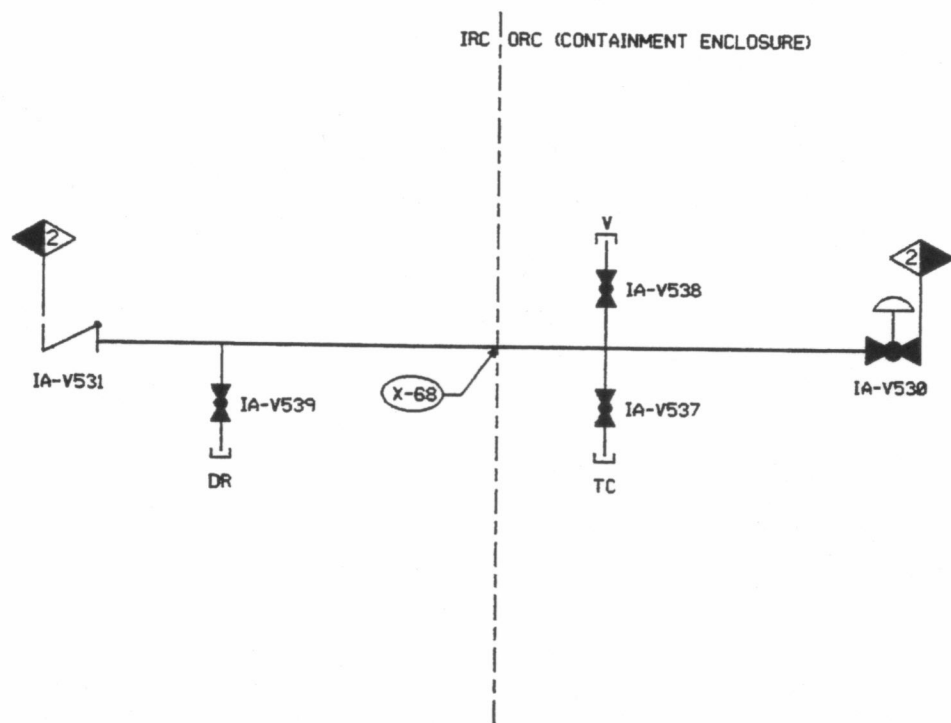 IRC ORC (CONTAINMENT ENCLOSURE)
2
V
2
IA-V538
IA-V531
IA-V539
X-68
IA-V537
IA-V530
DR
TC